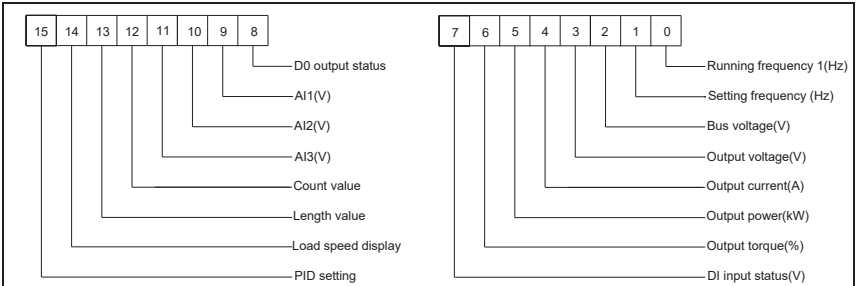 15 14 13 12 11 10 9 8
D0 output status
AI1(V)
AI2(V)
AI3(V)
Count value
Length value
Load speed display
PID setting
7 6 5 4 3 2 1 0
Running frequency 1(Hz)
Setting frequency (Hz)
Bus voltage(V)
Output voltage(V)
Output current(A)
Output power(kW)
Output torque(%)
DI input status(V)